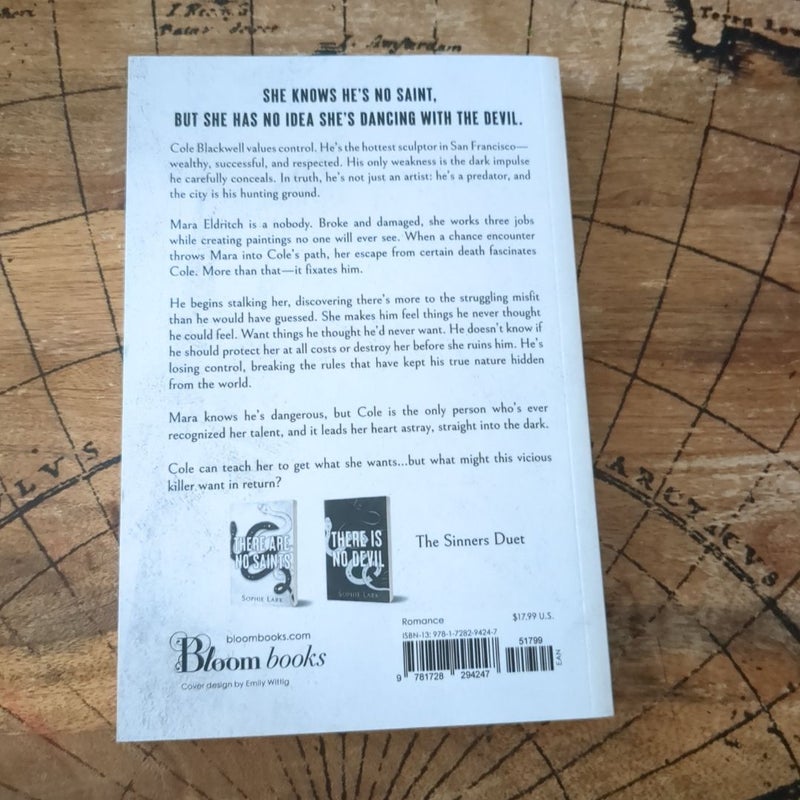 I. Amsterdam
Terra
LVS
ARCTICVS
SHE KNOWS HE'S NO SAINT,
BUT SHE HAS NO IDEA SHE'S DANCING WITH THE DEVIL.
Cole Blackwell values control. He's the hottest sculptor in San Francisco—
wealthy, successful, and respected. His only weakness is the dark impulse
he carefully conceals. In truth, he's not just an artist: he's a predator, and
the city is his hunting ground.
Mara Eldritch is a nobody. Broke and damaged, she works three jobs
while creating paintings no one will ever see. When a chance encounter
throws Mara into Cole's path, her escape from certain death fascinates
Cole. More than that—it fixates him.
He begins stalking her, discovering there's more to the struggling misfit
than he would have guessed. She makes him feel things he never thought
he could feel. Want things he thought he'd never want. He doesn't know if
he should protect her at all costs or destroy her before she ruins him. He's
losing control, breaking the rules that have kept his true nature hidden
from the world.
Mara knows he's dangerous, but Cole is the only person who's ever
recognized her talent, and it leads her heart astray, straight into the dark.
Cole can teach her to get what she wants...but what might this vicious
killer want in return?
THERE ARE
NO SAINTS
SOPHIE LARK
THERE IS
NO DEVIL
SOPHIE LARK
The Sinners Duet
bloombooks.com
Bloom books
Cover design by Emily Wittig
Romance
$17.99 U.S.
ISBN-13: 978-1-7282-9424-7
51799
EAN
9 781728 294247